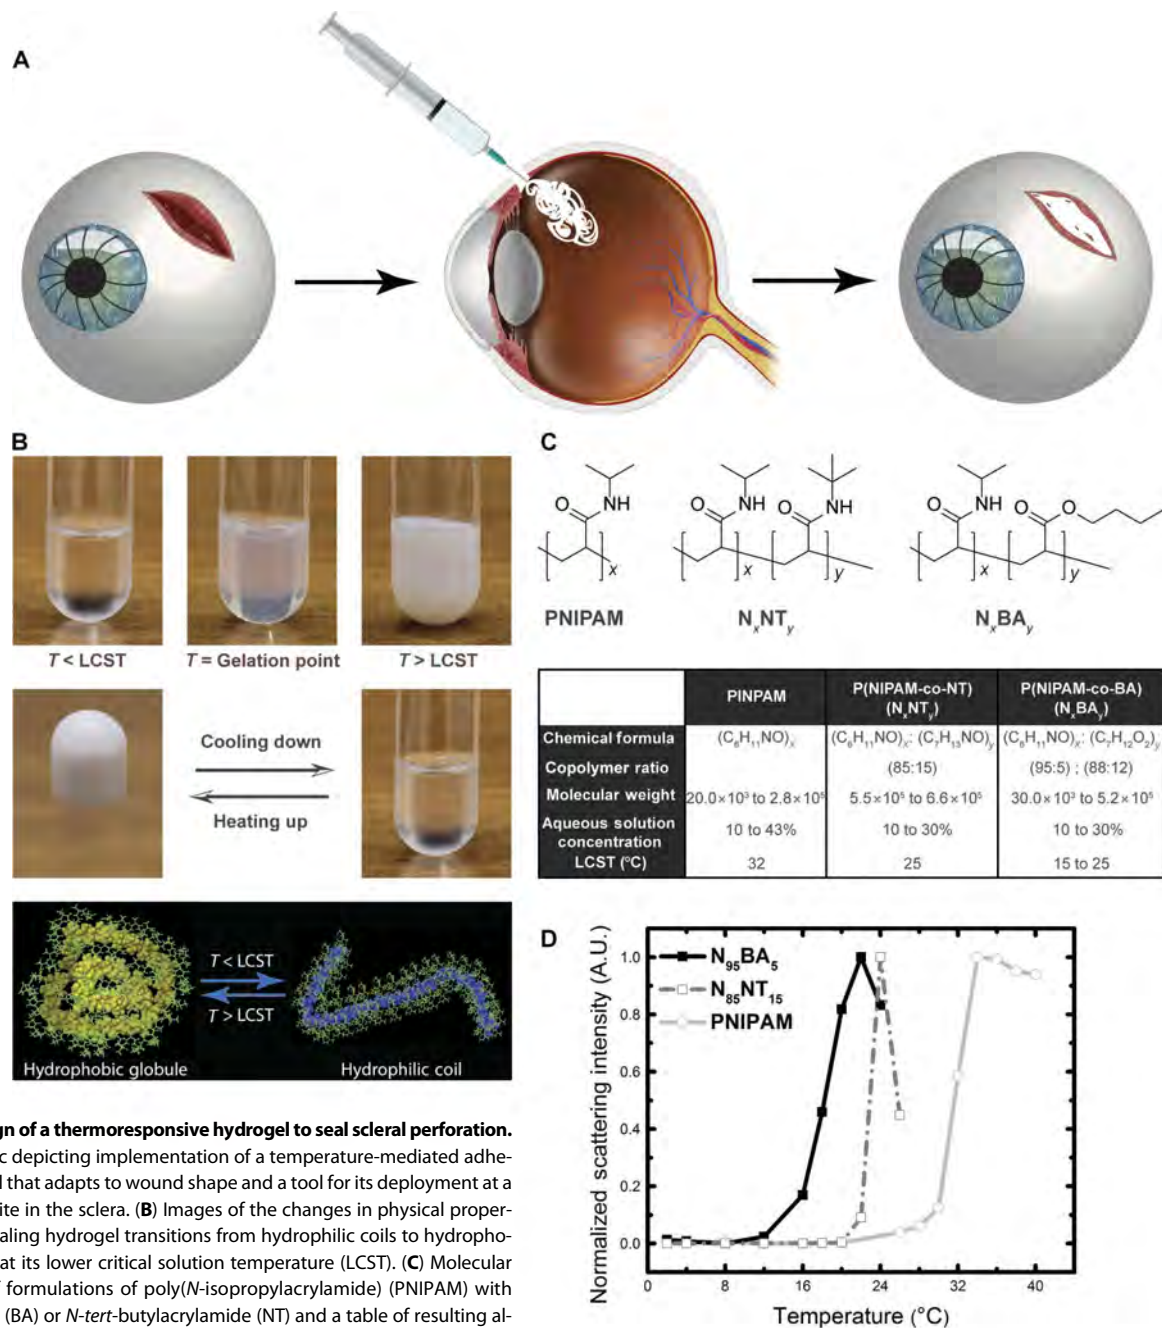 A
B
T < LCST
T = Gelation point
T > LCST
Cooling down
Heating up
T < LCST
T > LCST
Hydrophobic globule
Hydrophilic coil
C
O
NH
x
PNIPAM
O
NH
O
NH
x
y
NxNTy
O
NH
O
O
x
y
NxBAy
PINPAM
P(NIPAM-co-NT)
(NxNTy)
P(NIPAM-co-BA)
(NxBAy)
Chemical formula (C6H11NO)x (C6H11NO)x: (C7H13NO)y (C6H11NO)x: (C7H12O2)y
Copolymer ratio (85:15) (95:5) ; (88:12)
Molecular weight 20.0×10³ to 2.8×10⁵ 5.5×10⁵ to 6.6×10⁵ 30.0×10³ to 5.2×10⁵
Aqueous solution
concentration 10 to 43% 10 to 30% 10 to 30%
LCST (°C) 32 25 15 to 25
D
Normalized scattering intensity (A.U.)
1.0
0.8
0.6
0.4
0.2
0.0
N95BA5
N85NT15
PNIPAM
0 8 16 24 32 40
Temperature (°C)
gn of a thermoresponsive hydrogel to seal scleral perforation.
ic depicting implementation of a temperature-mediated adhe-
l that adapts to wound shape and a tool for its deployment at a
ite in the sclera. (B) Images of the changes in physical proper-
ealing hydrogel transitions from hydrophilic coils to hydropho-
at its lower critical solution temperature (LCST). (C) Molecular
f formulations of poly(N-isopropylacrylamide) (PNIPAM) with
(BA) or N-tert-butylacrylamide (NT) and a table of resulting al-